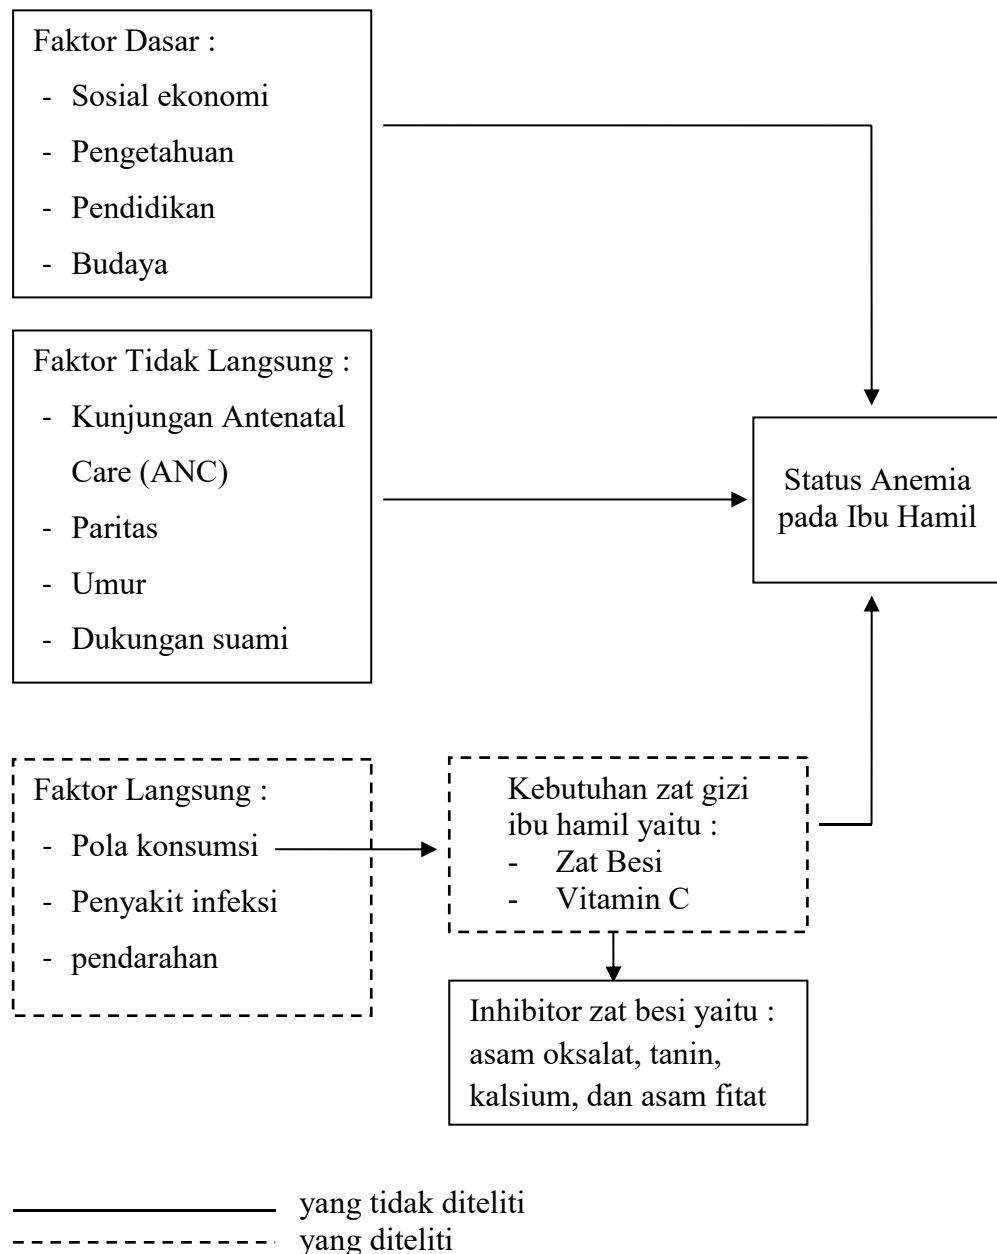 Faktor Dasar :
- Sosial ekonomi
- Pengetahuan
- Pendidikan
- Budaya
Faktor Tidak Langsung :
- Kunjungan Antenatal
Care (ANC)
- Paritas
- Umur
- Dukungan suami
Status Anemia
pada Ibu Hamil
Faktor Langsung :
- Pola konsumsi
- Penyakit infeksi
- pendarahan
Kebutuhan zat gizi
ibu hamil yaitu :
- Zat Besi
- Vitamin C
Inhibitor zat besi yaitu :
asam oksalat, tanin,
kalsium, dan asam fitat
yang tidak diteliti
yang diteliti